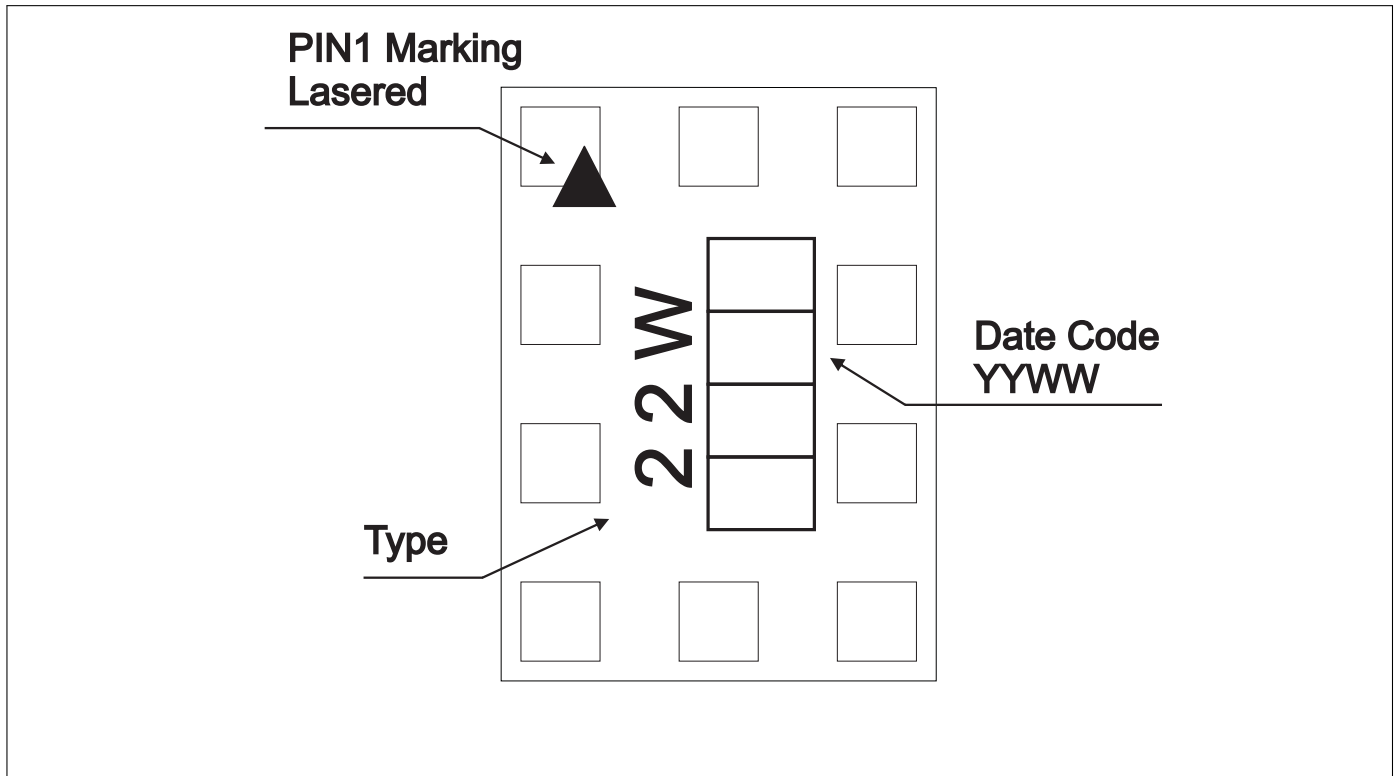 PIN1 Marking
Lasered
22W
Date Code
YYWW
Type